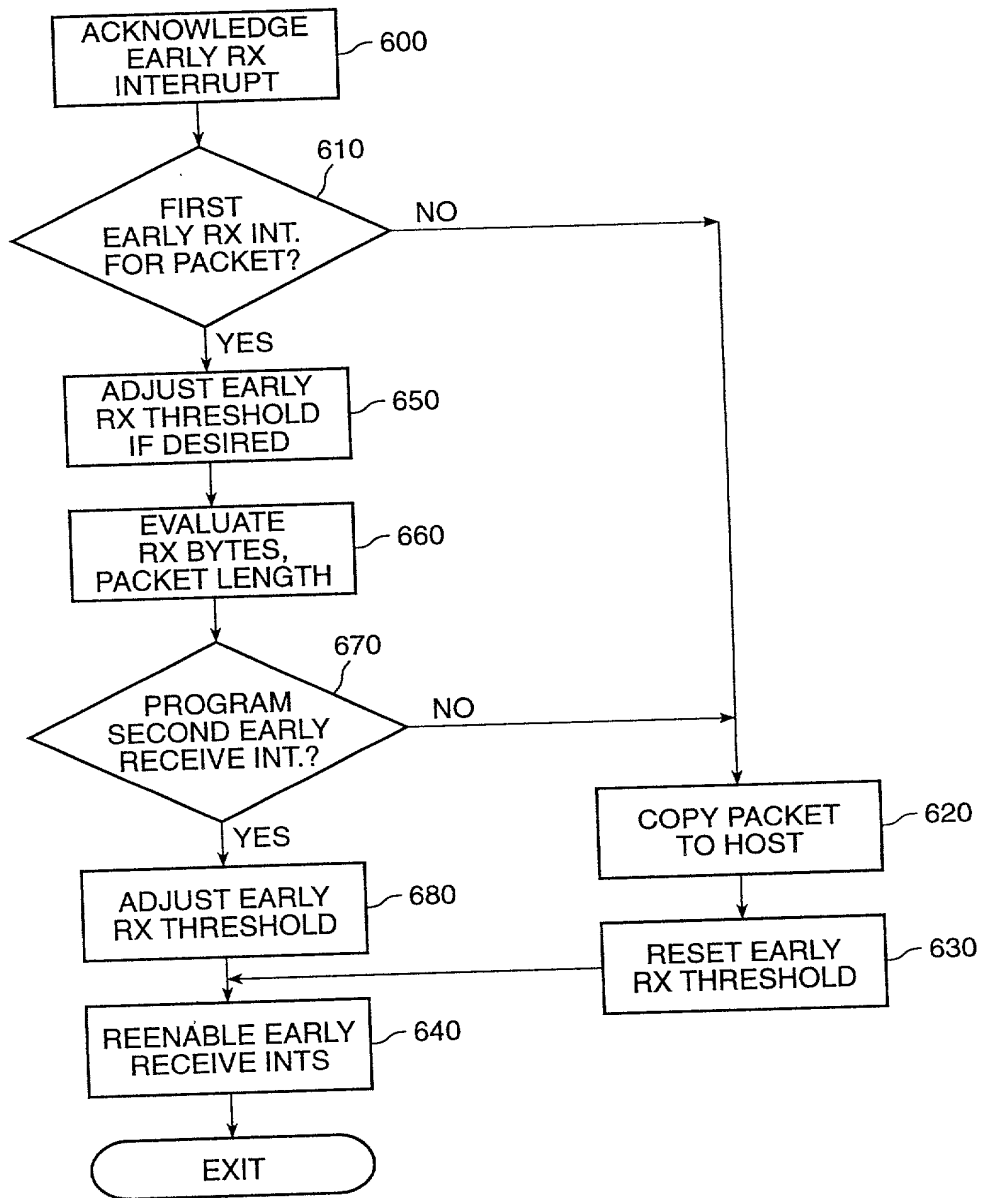 ACKNOWLEDGE
EARLY RX
INTERRUPT
600
610
FIRST
EARLY RX INT.
FOR PACKET?
NO
YES
ADJUST EARLY
RX THRESHOLD
IF DESIRED
650
EVALUATE
RX BYTES,
PACKET LENGTH
660
670
PROGRAM
SECOND EARLY
RECEIVE INT.?
NO
YES
COPY PACKET
TO HOST
620
ADJUST EARLY
RX THRESHOLD
680
RESET EARLY
RX THRESHOLD
630
REENABLE EARLY
RECEIVE INTS
640
EXIT